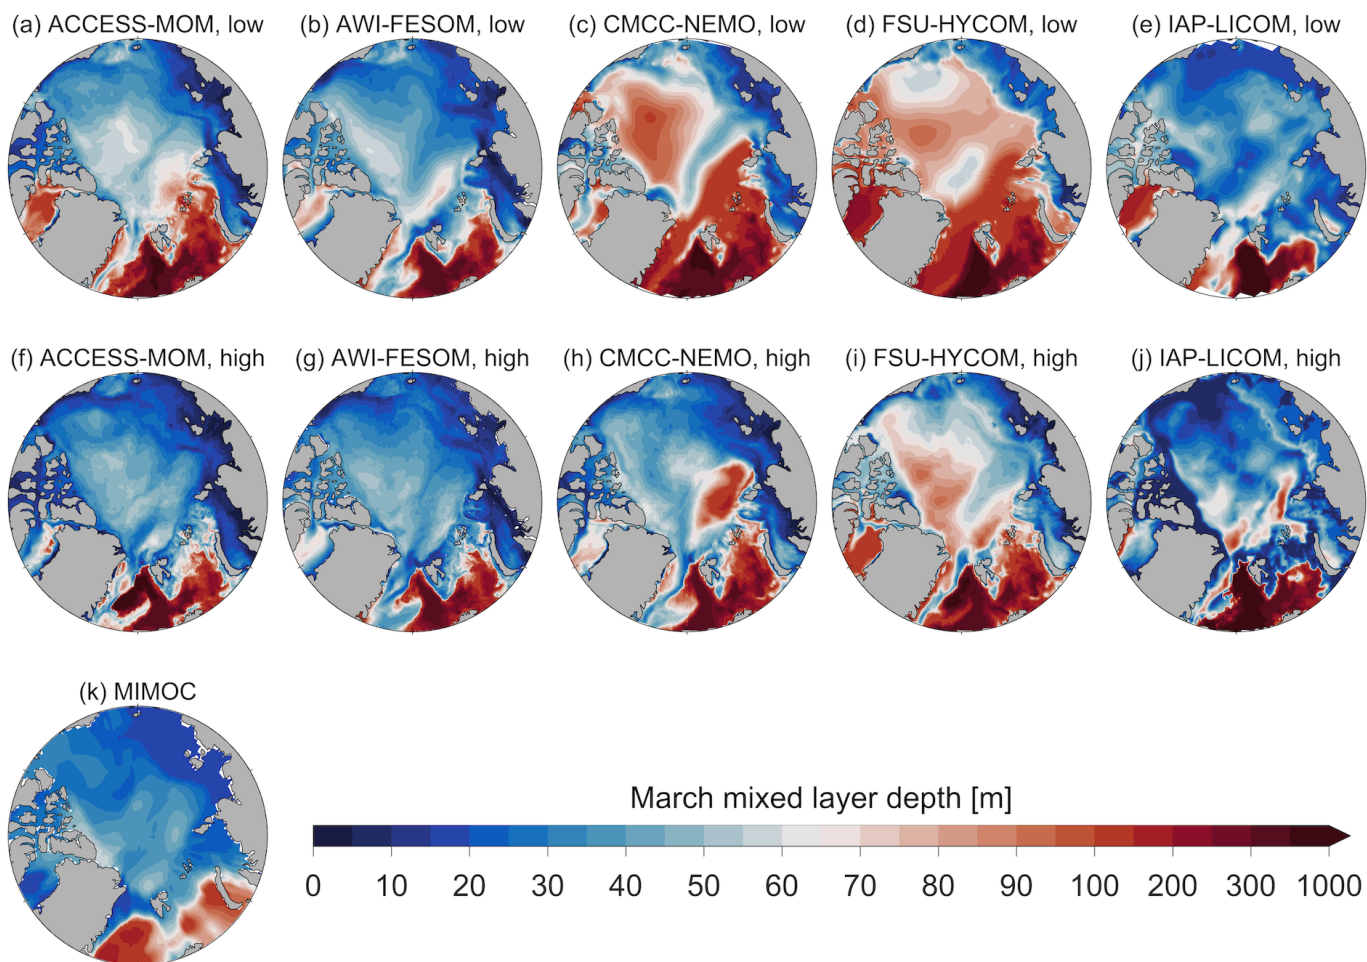 (a) ACCESS-MOM, low
(b) AWI-FESOM, low
(c) CMCC-NEMO, low
(d) FSU-HYCOM, low
(e) IAP-LICOM, low
(f) ACCESS-MOM, high
(g) AWI-FESOM, high
(h) CMCC-NEMO, high
(i) FSU-HYCOM, high
(j) IAP-LICOM, high
(k) MIMOC
March mixed layer depth [m]
0 10 20 30 40 50 60 70 80 90 100 200 300 1000